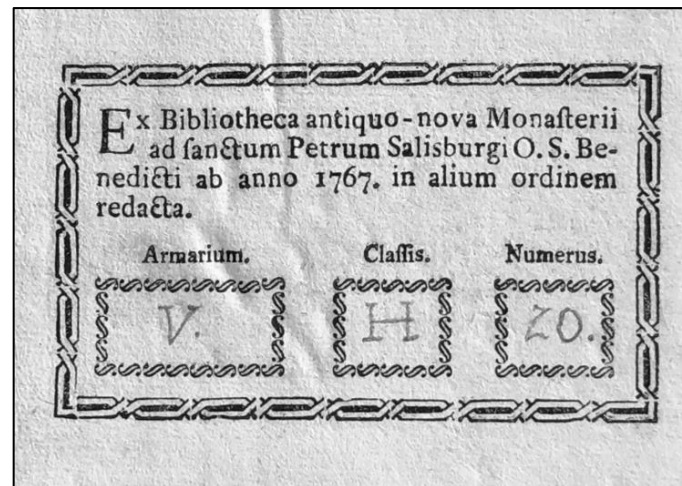 Ex Bibliotheca antiquo-nova Monaſterii
ad ſanctum Petrum Salisburgi O. S. Be-
nedicti ab anno 1767. in alium ordinem
redacta.
Armarium. Claſſis. Numerus.
V. H 20.